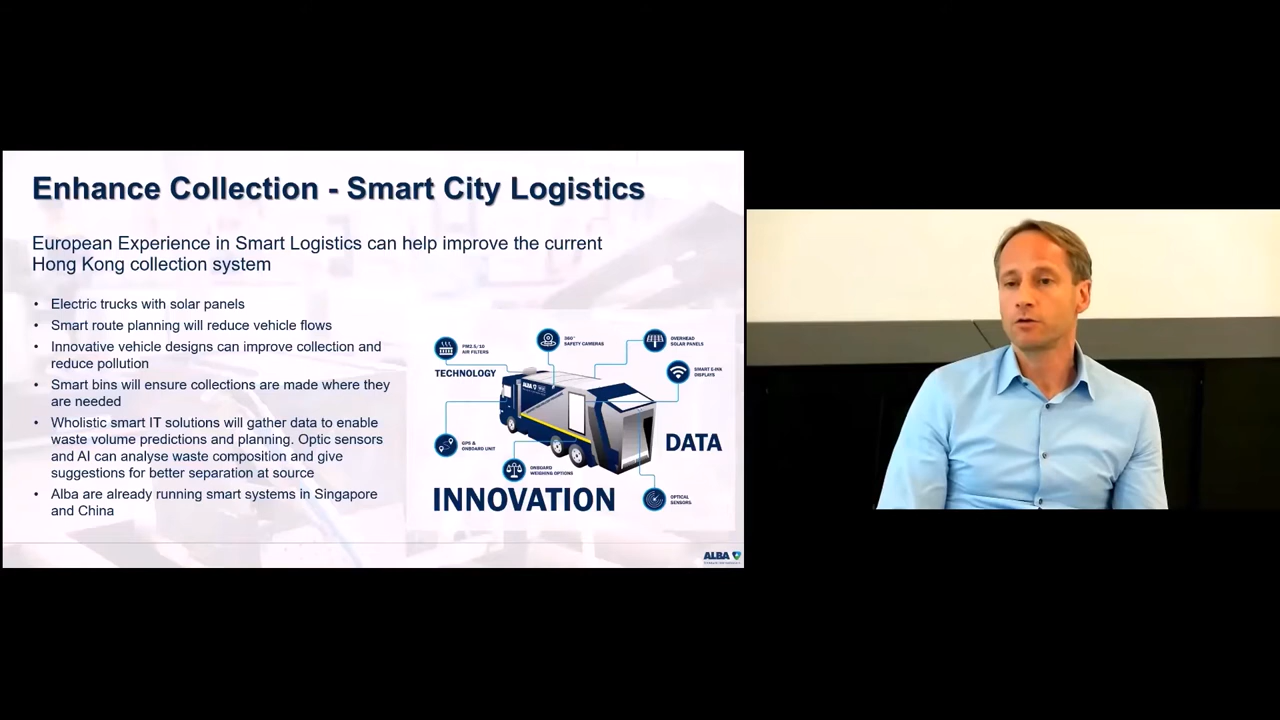 Enhance Collection - Smart City Logistics
European Experience in Smart Logistics can help improve the current
Hong Kong collection system
• Electric trucks with solar panels
• Smart route planning will reduce vehicle flows
• Innovative vehicle designs can improve collection and
reduce pollution
• Smart bins will ensure collections are made where they
are needed
• Wholistic smart IT solutions will gather data to enable
waste volume predictions and planning. Optic sensors
and AI can analyse waste composition and give
suggestions for better separation at source
• Alba are already running smart systems in Singapore
and China
PM2.5/10
AIR FILTERS
360°
SAFETY CAMERAS
OVERHEAD
SOLAR PANELS
TECHNOLOGY
SMART E-INK
DISPLAYS
ALBA
GPS &
ONBOARD UNIT
DATA
ONBOARD
WEIGHING OPTIONS
INNOVATION
OPTICAL
SENSORS
ALBA